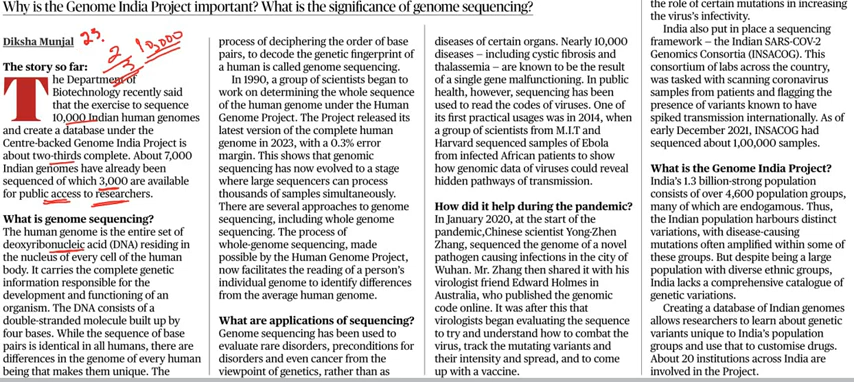 Why is the Genome India Project important? What is the significance of genome sequencing?
Diksha Munjal
23.
2
3
10,000
The story so far:
The Department of
Biotechnology recently said
that the exercise to sequence
10,000 Indian human genomes
and create a database under the
Centre-backed Genome India Project is
about two-thirds complete. About 7,000
Indian genomes have already been
sequenced of which 3,000 are available
for public access to researchers.
What is genome sequencing?
The human genome is the entire set of
deoxyribonucleic acid (DNA) residing in
the nucleus of every cell of the human
body. It carries the complete genetic
information responsible for the
development and functioning of an
organism. The DNA consists of a
double-stranded molecule built up by
four bases. While the sequence of base
pairs is identical in all humans, there are
differences in the genome of every human
being that makes them unique. The
process of deciphering the order of base
pairs, to decode the genetic fingerprint of
a human is called genome sequencing.
In 1990, a group of scientists began to
work on determining the whole sequence
of the human genome under the Human
Genome Project. The Project released its
latest version of the complete human
genome in 2023, with a 0.3% error
margin. This shows that genomic
sequencing has now evolved to a stage
where large sequencers can process
thousands of samples simultaneously.
There are several approaches to genome
sequencing, including whole genome
sequencing. The process of
whole-genome sequencing, made
possible by the Human Genome Project,
now facilitates the reading of a person's
individual genome to identify differences
from the average human genome.
What are applications of sequencing?
Genome sequencing has been used to
evaluate rare disorders, preconditions for
disorders and even cancer from the
viewpoint of genetics, rather than as
diseases of certain organs. Nearly 10,000
diseases – including cystic fibrosis and
thalassemia – are known to be the result
of a single gene malfunctioning. In public
health, however, sequencing has been
used to read the codes of viruses. One of
its first practical usages was in 2014, when
a group of scientists from M.I.T and
Harvard sequenced samples of Ebola
from infected African patients to show
how genomic data of viruses could reveal
hidden pathways of transmission.
How did it help during the pandemic?
In January 2020, at the start of the
pandemic,Chinese scientist Yong-Zhen
Zhang, sequenced the genome of a novel
pathogen causing infections in the city of
Wuhan. Mr. Zhang then shared it with his
virologist friend Edward Holmes in
Australia, who published the genomic
code online. It was after this that
virologists began evaluating the sequence
to try and understand how to combat the
virus, track the mutating variants and
their intensity and spread, and to come
up with a vaccine.
the role of certain mutations in increasing
the virus's infectivity.
India also put in place a sequencing
framework – the Indian SARS-COV-2
Genomics Consortia (INSACOG). This
consortium of labs across the country,
was tasked with scanning coronavirus
samples from patients and flagging the
presence of variants known to have
spiked transmission internationally. As of
early December 2021, INSACOG had
sequenced about 1,00,000 samples.
What is the Genome India Project?
India's 1.3 billion-strong population
consists of over 4,600 population groups,
many of which are endogamous. Thus,
the Indian population harbours distinct
variations, with disease-causing
mutations often amplified within some of
these groups. But despite being a large
population with diverse ethnic groups,
India lacks a comprehensive catalogue of
genetic variations.
Creating a database of Indian genomes
allows researchers to learn about genetic
variants unique to India's population
groups and use that to customise drugs.
About 20 institutions across India are
involved in the Project.